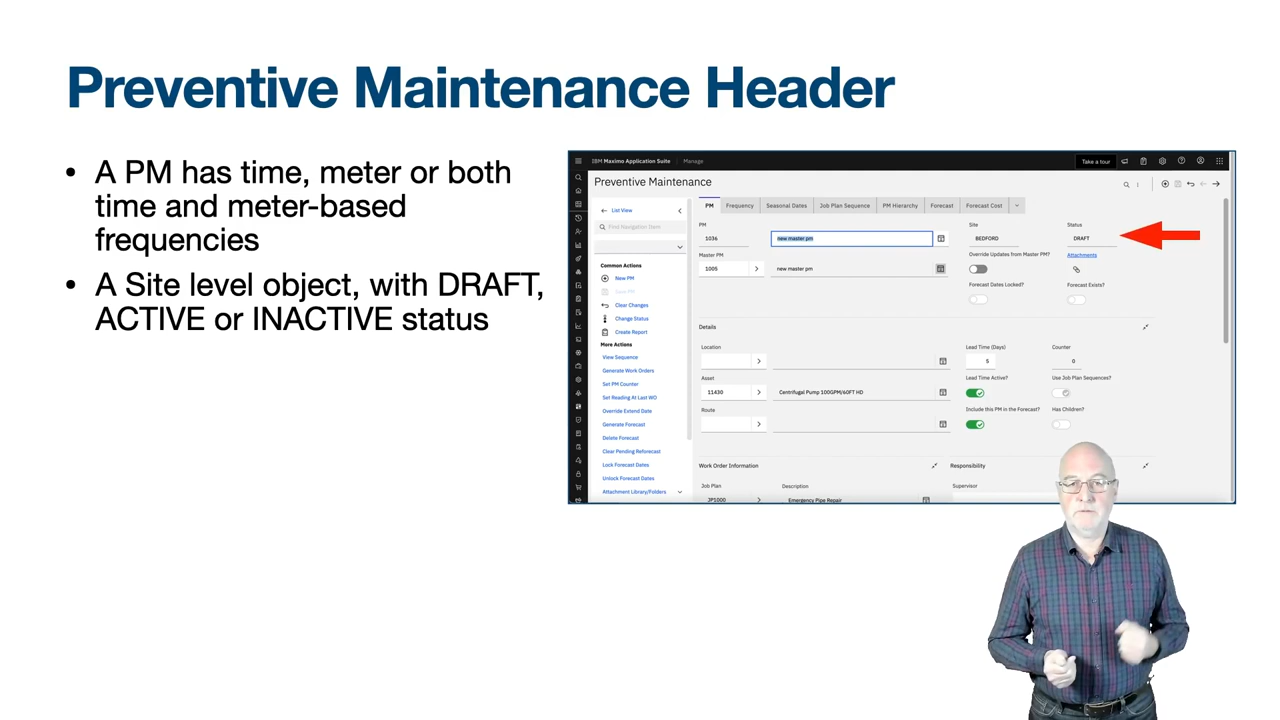 Preventive Maintenance Header
• A PM has time, meter or both
time and meter-based
frequencies
• A Site level object, with DRAFT,
ACTIVE or INACTIVE status
IBM Maximo Application Suite
Manage
Take a tour
Preventive Maintenance
List View
Find Navigation Item
Common Actions
New PM
Save PM
Clear Changes
Change Status
Create Report
More Actions
View Sequence
Generate Work Orders
Set PM Counter
Set Reading At Last WO
Override Extend Date
Generate Forecast
Delete Forecast
Clear Pending Reforecast
Lock Forecast Dates
Unlock Forecast Dates
Attachment Library/Folders
PM
Frequency
Seasonal Dates
Job Plan Sequence
PM Hierarchy
Forecast
Forecast Cost
PM
1036
new master pm
Site
BEDFORD
Status
DRAFT
Master PM
1005
new master pm
Override Updates from Master PM?
Attachments
Forecast Dates Locked?
Forecast Exists?
Details
Location
Lead Time (Days)
5
Counter
0
Asset
11430
Centrifugal Pump 100GPM/60FT HD
Lead Time Active?
Use Job Plan Sequences?
Route
Include this PM in the Forecast?
Has Children?
Work Order Information
Responsibility
Job Plan
JP1000
Description
Emergency Pipe Repair
Supervisor